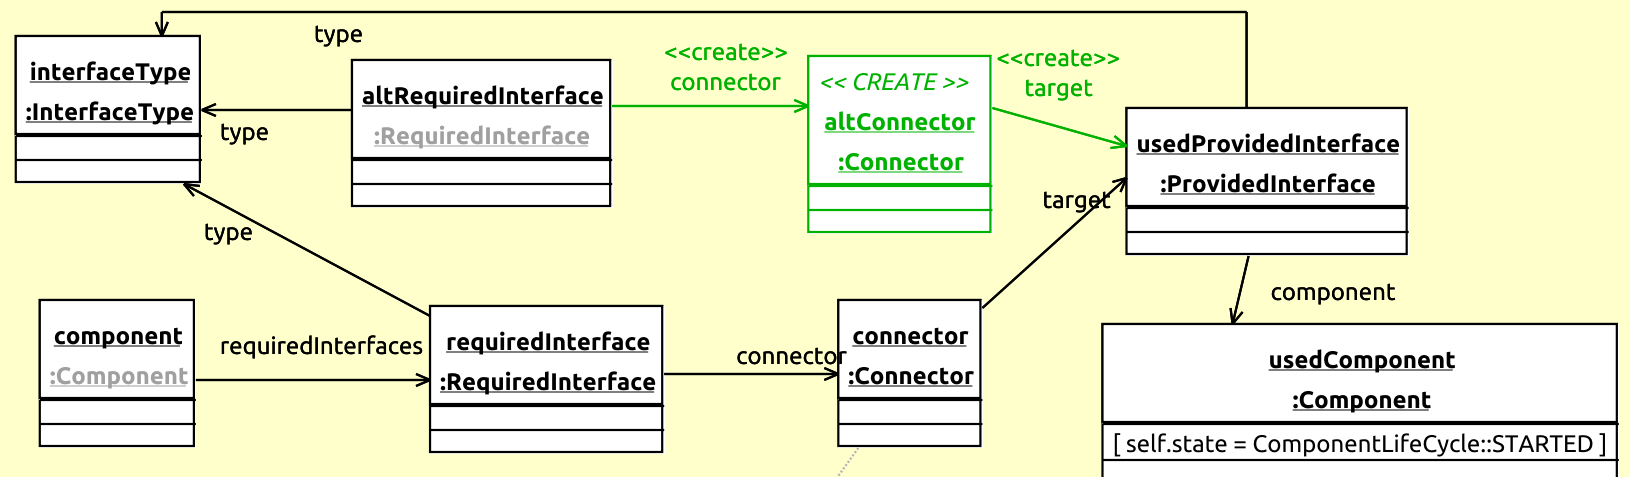 type
interfaceType
:InterfaceType
altRequiredInterface
:RequiredInterface
<<create>>
connector
<< CREATE >>
altConnector
:Connector
<<create>>
target
usedProvidedInterface
:ProvidedInterface
type
type
target
component
:Component
requiredInterfaces
requiredInterface
:RequiredInterface
connector
connector
:Connector
component
usedComponent
:Component
[ self.state = ComponentLifeCycle::STARTED ]